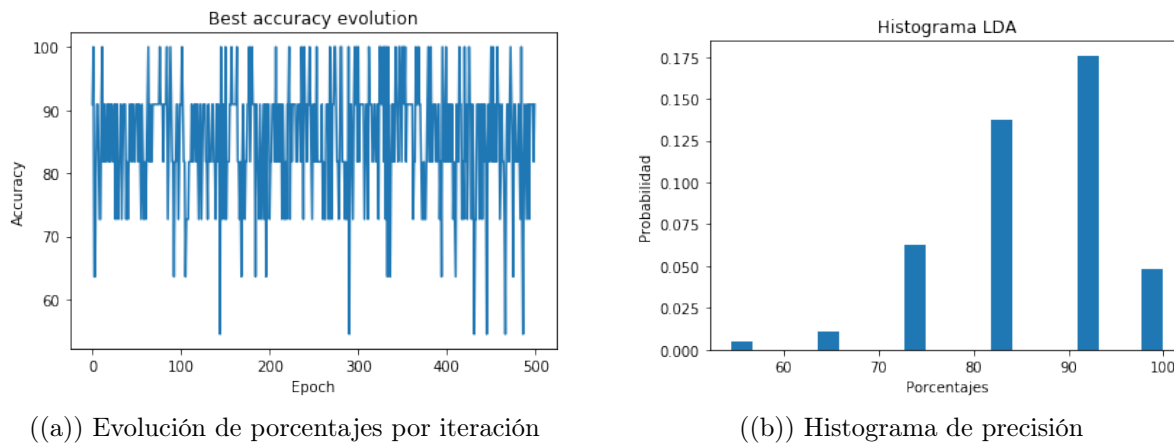 Best accuracy evolution
100
90
80
70
60
Accuracy
0 100 200 300 400 500
Epoch
((a)) Evolución de porcentajes por iteración
Histograma LDA
0.175
0.150
0.125
0.100
0.075
0.050
0.025
0.000
Probabilidad
60 70 80 90 100
Porcentajes
((b)) Histograma de precisión